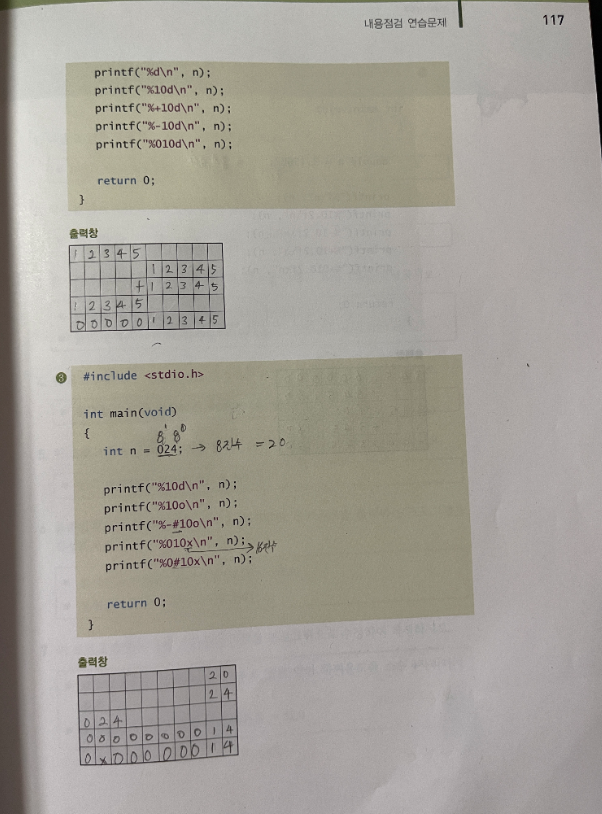 내용점검 연습문제 117
printf("%d\n", n);
printf("%10d\n", n);
printf("%+10d\n", n);
printf("%-10d\n", n);
printf("%010d\n", n);
return 0;
}
출력창
1 2 3 4 5
1 2 3 4 5
+ 1 2 3 4 5
1 2 3 4 5
0 0 0 0 0 1 2 3 4 5
❸ #include <stdio.h>
int main(void)
{
8¹ 8⁰
int n = 024; → 8진수 = 20
printf("%10d\n", n);
printf("%10o\n", n);
printf("%-#10o\n", n);
printf("%010x\n", n); → 16진수
printf("%0#10x\n", n);
return 0;
}
출력창
2 0
2 4
0 2 4
0 0 0 0 0 0 0 0 1 4
0 x 0 0 0 0 0 0 1 4